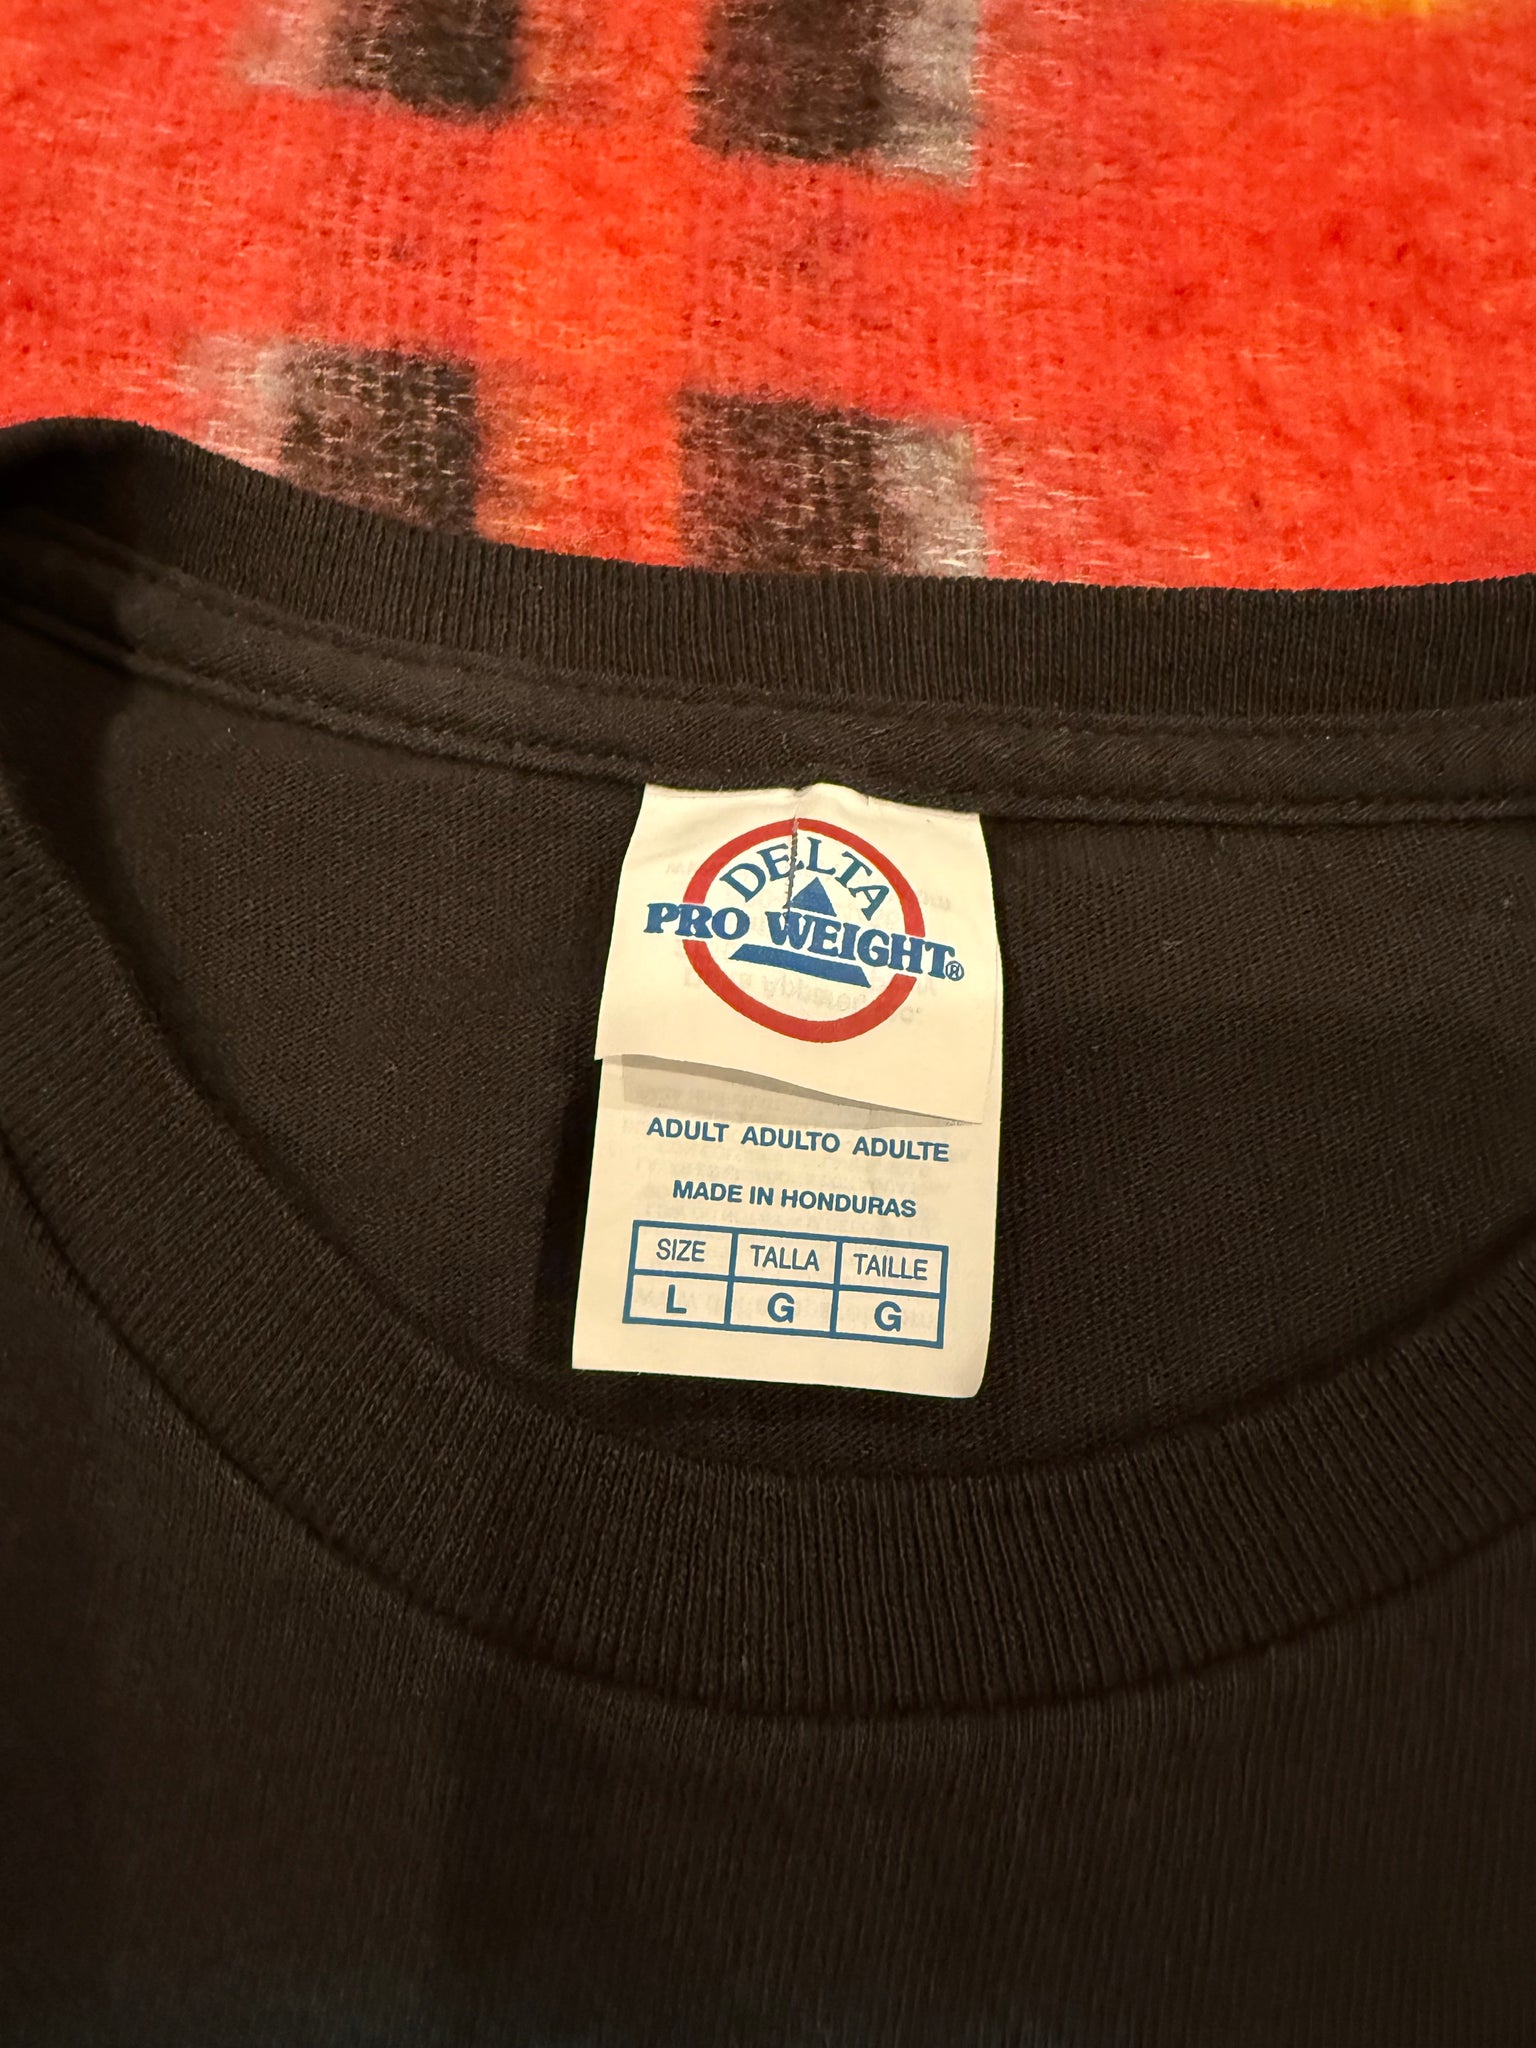 DELTA
PRO WEIGHT®
ADULT ADULTO ADULTE
MADE IN HONDURAS
SIZE TALLA TAILLE
L G G